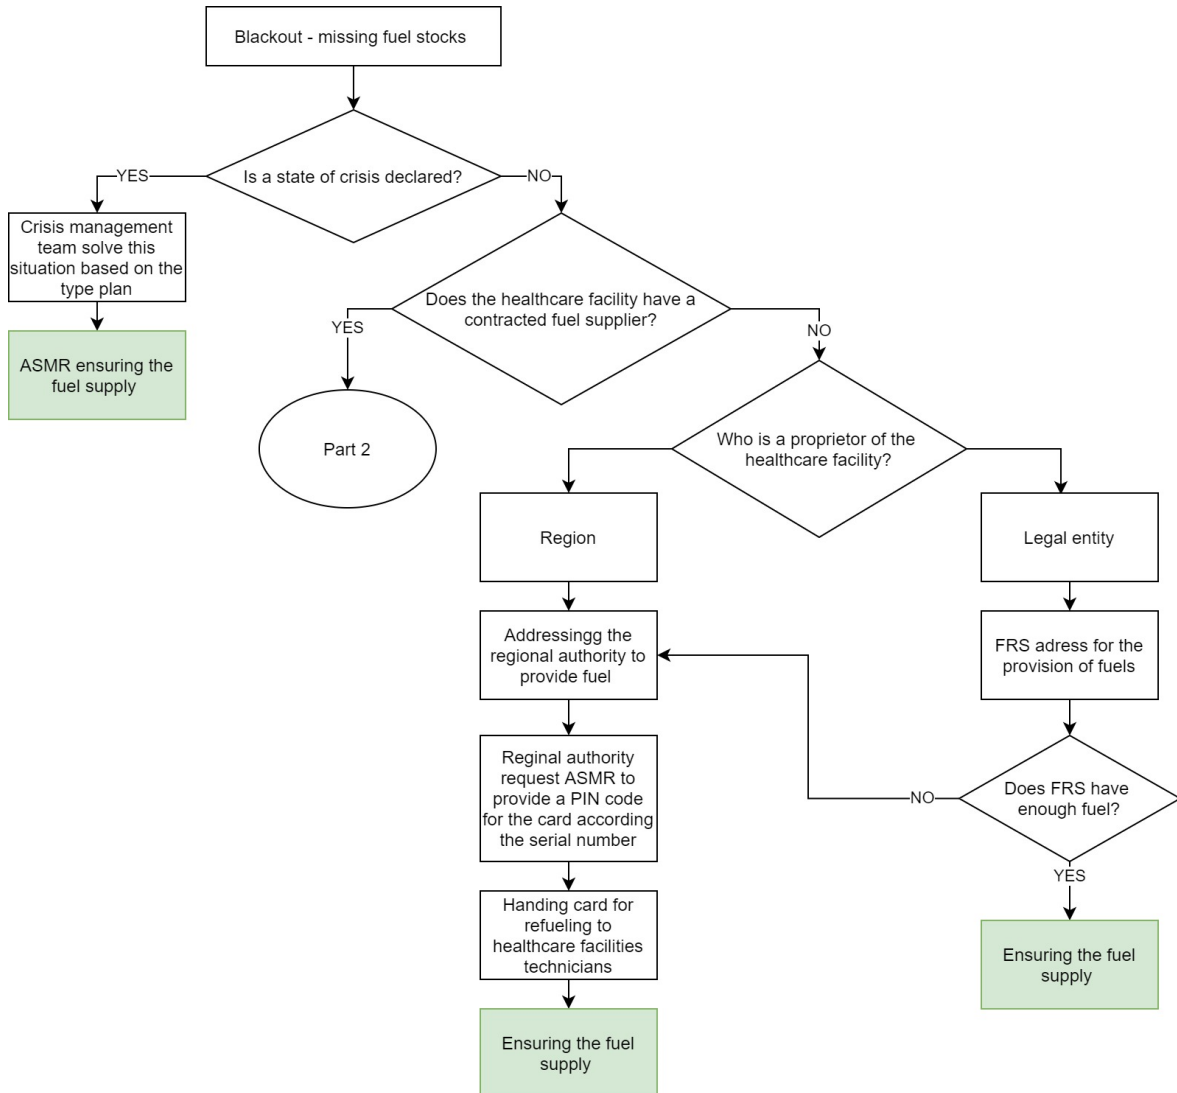 Blackout - missing fuel stocks
Is a state of crisis declared?
YES
NO
Crisis management
team solve this
situation based on the
type plan
Does the healthcare facility have a
contracted fuel supplier?
YES
NO
ASMR ensuring the
fuel supply
Part 2
Who is a proprietor of the
healthcare facility?
Region
Legal entity
Addressingg the
regional authority to
provide fuel
FRS adress for the
provision of fuels
Reginal authority
request ASMR to
provide a PIN code
for the card according
the serial number
Does FRS have
enough fuel?
NO
YES
Handing card for
refueling to
healthcare facilities
technicians
Ensuring the fuel
supply
Ensuring the fuel
supply